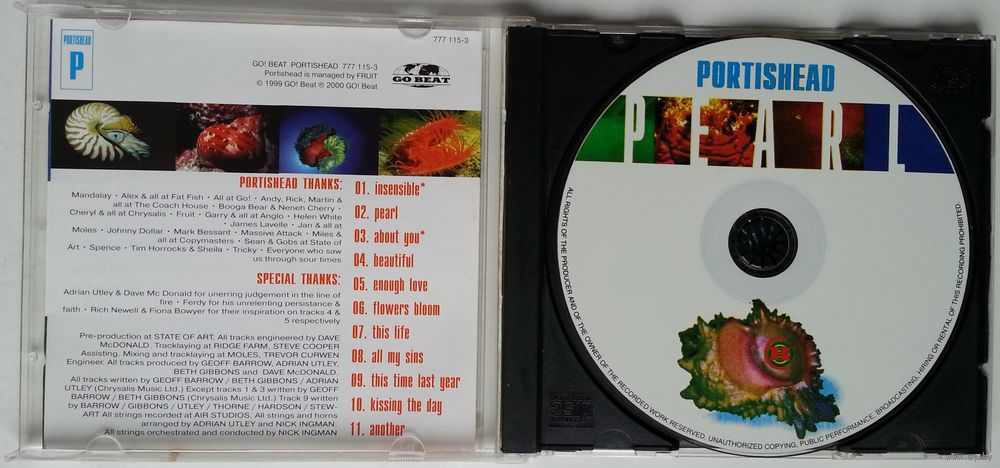 PORTISHEAD
P
777 115-3
GO! BEAT PORTISHEAD 777 115-3
Portishead is managed by FRUIT
© 1999 GO! Beat ℗ 2000 GO! Beat
GO BEAT
PORTISHEAD THANKS:
Mandalay • Alex & all at Fat Fish • All at Go! • Andy, Rick, Martin &
all at The Coach House • Booga Bear & Neneh Cherry •
Cheryl & all at Chrysalis • Fruit • Garry & all at Anglo • Helen White
• James Lavelle • Jan & all at
Moles • Johnny Dollar • Mark Bessant • Massive Attack • Miles &
all at Copymasters • Sean & Gobs at State of
Art • Spence • Tim Horrocks & Sheila • Tricky • Everyone who saw
us through sour times
SPECIAL THANKS:
Adrian Utley & Dave Mc Donald for unerring judgement in the line of
fire • Ferdy for his unrelenting persistance &
faith • Rich Newell & Fiona Bowyer for their inspiration on tracks 4 &
5 respectively
Pre-production at STATE OF ART. All tracks engineered by DAVE
McDONALD. Tracklaying at RIDGE FARM, STEVE COOPER
Assisting. Mixing and tracklaying at MOLES, TREVOR CURWEN
Engineer. All tracks produced by GEOFF BARROW, ADRIAN UTLEY,
BETH GIBBONS and DAVE McDONALD.
All tracks written by GEOFF BARROW / BETH GIBBONS / ADRIAN
UTLEY (Chrysalis Music Ltd.) Except tracks 1 & 3 written by GEOFF
BARROW / BETH GIBBONS (Chrysalis Music Ltd.) Track 9 written
by BARROW / GIBBONS / UTLEY / THORNE / HARDSON / STEW-
ART All strings recorded at AIR STUDIOS. All strings and horns
arranged by ADRIAN UTLEY and NICK INGMAN.
All strings orchestrated and conducted by NICK INGMAN
01. insensible*
02. pearl
03. about you*
04. beautiful
05. enough love
06. flowers bloom
07. this life
08. all my sins
09. this time last year
10. kissing the day
11. another
PORTISHEAD
PEARL
ALL RIGHTS OF THE PRODUCER AND OF THE OWNER OF THE RECORDED WORK RESERVED. UNAUTHORIZED COPYING, PUBLIC PERFORMANCE, BROADCASTING, HIRING OR RENTAL OF THIS RECORDING PROHIBITED.